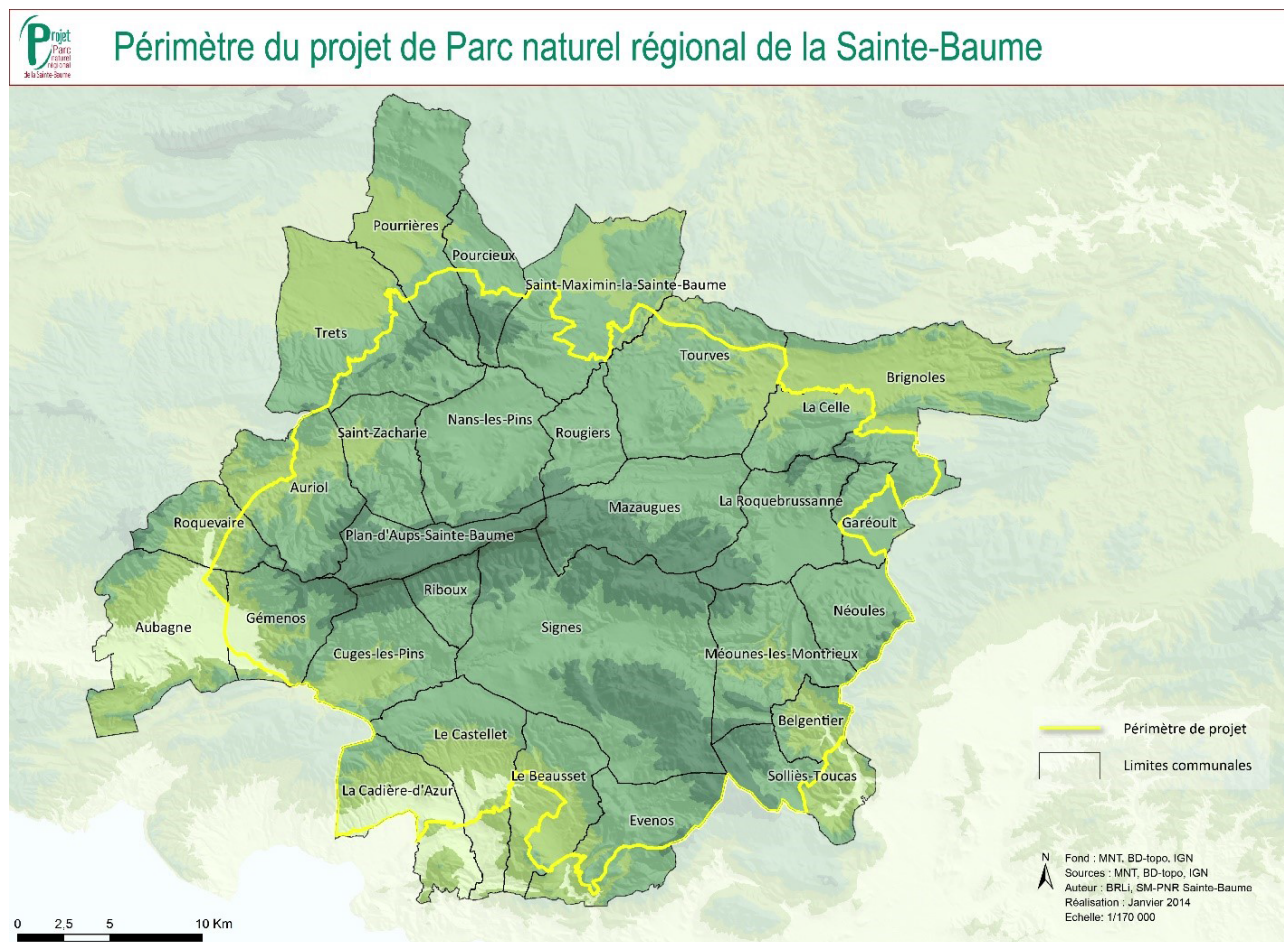 Projet
Parc
naturel
régional
de la Sainte-Baume
Périmètre du projet de Parc naturel régional de la Sainte-Baume
Pourrières
Pourcieux
Saint-Maximin-la-Sainte-Baume
Trets
Tourves
Brignoles
La Celle
Nans-les-Pins
Saint-Zacharie
Rougiers
Auriol
La Roquebrussanne
Mazaugues
Roquevaire
Garéoult
Plan-d'Aups-Sainte-Baume
Riboux
Néoules
Gémenos
Aubagne
Signes
Cuges-les-Pins
Méounes-les-Montrieux
Belgentier
Le Castellet
Le Beausset
Solliès-Toucas
La Cadière-d'Azur
Evenos
Périmètre de projet
Limites communales
N
Fond : MNT, BD-topo, IGN
Sources : MNT, BD-topo, IGN
Auteur : BRLi, SM-PNR Sainte-Baume
Réalisation : Janvier 2014
Echelle: 1/170 000
0 2,5 5 10 Km